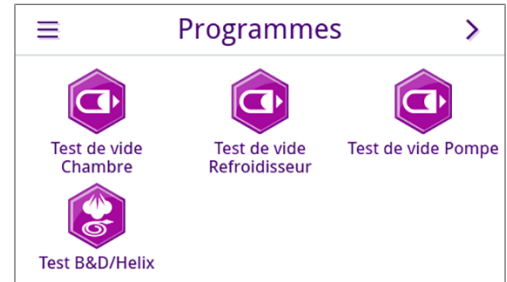 Programmes
Test de vide
Chambre
Test de vide
Refroidisseur
Test de vide Pompe
Test B&D/Helix